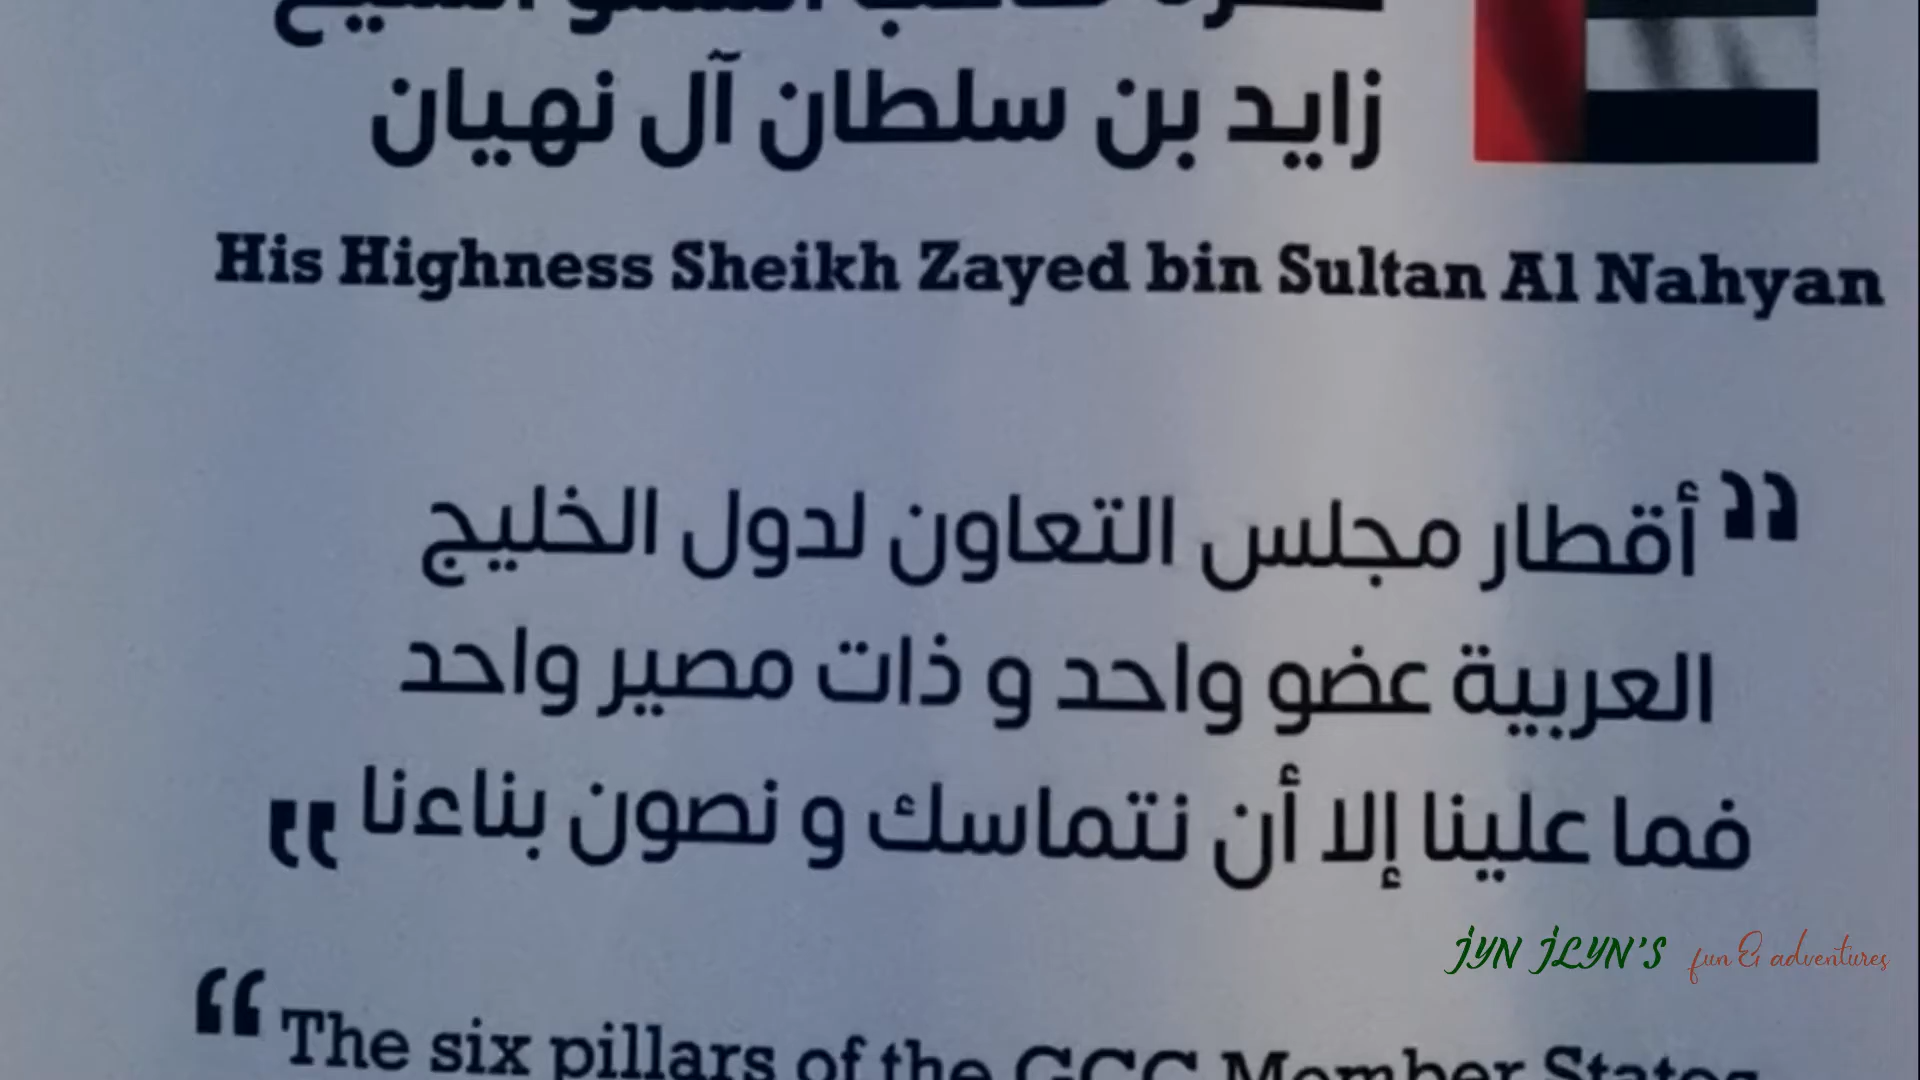 زايد بن سلطان آل نهيان
His Highness Sheikh Zayed bin Sultan Al Nahyan
" أقطار مجلس التعاون لدول الخليج
العربية عضو واحد و ذات مصير واحد
فما علينا إلا أن نتماسك و نصون بناءنا "
JYN JLYN'S fun & adventures
“ The six pillars of the GCC Member States